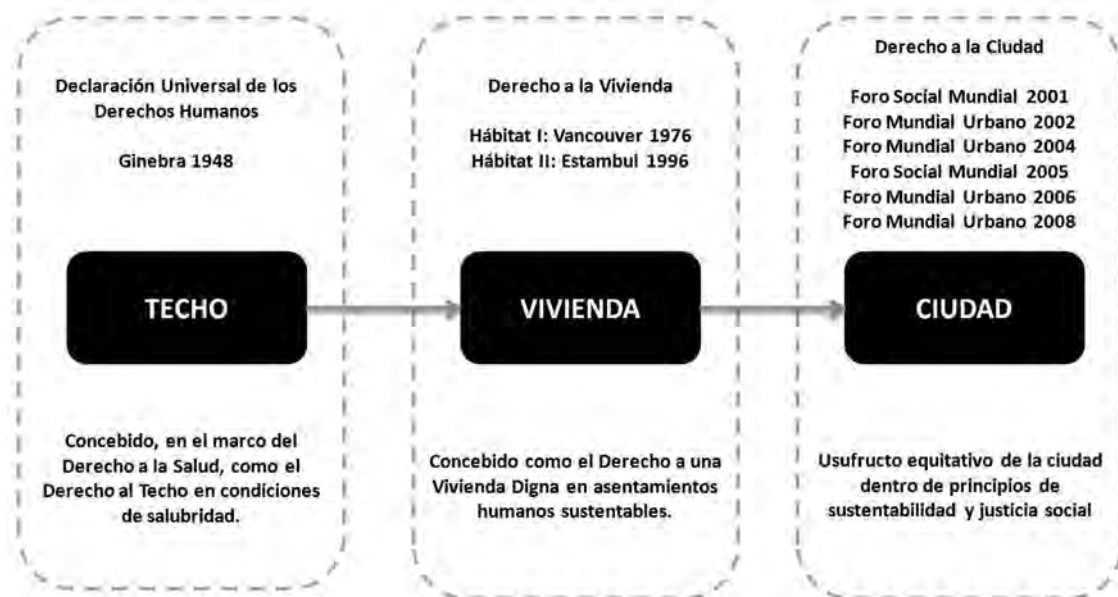 Declaración Universal de los
Derechos Humanos
Ginebra 1948
TECHO
Concebido, en el marco del
Derecho a la Salud, como el
Derecho al Techo en condiciones
de salubridad.
Derecho a la Vivienda
Hábitat I: Vancouver 1976
Hábitat II: Estambul 1996
VIVIENDA
Concebido como el Derecho a una
Vivienda Digna en asentamientos
humanos sustentables.
Derecho a la Ciudad
Foro Social Mundial 2001
Foro Mundial Urbano 2002
Foro Mundial Urbano 2004
Foro Social Mundial 2005
Foro Mundial Urbano 2006
Foro Mundial Urbano 2008
CIUDAD
Usufructo equitativo de la ciudad
dentro de principios de
sustentabilidad y justicia social